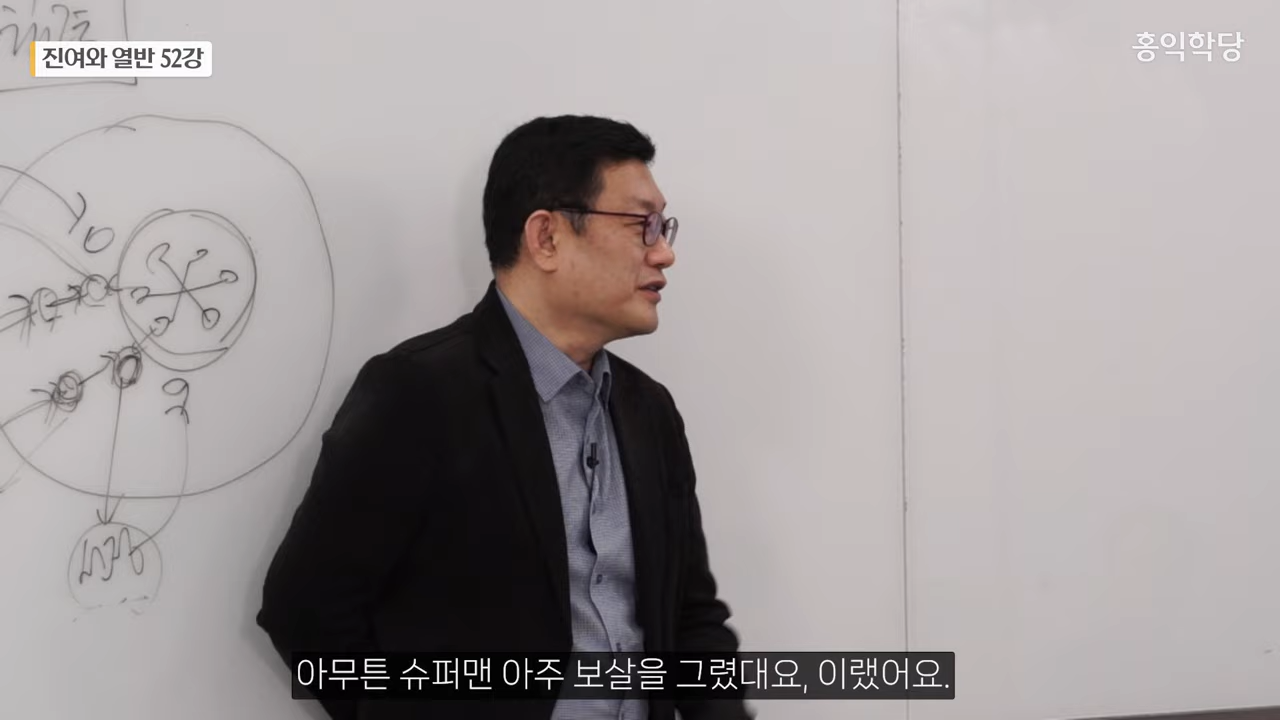 진여와 열반 52강
홍익학당
아무튼 슈퍼맨 아주 보살을 그렸대요, 이랬어요.